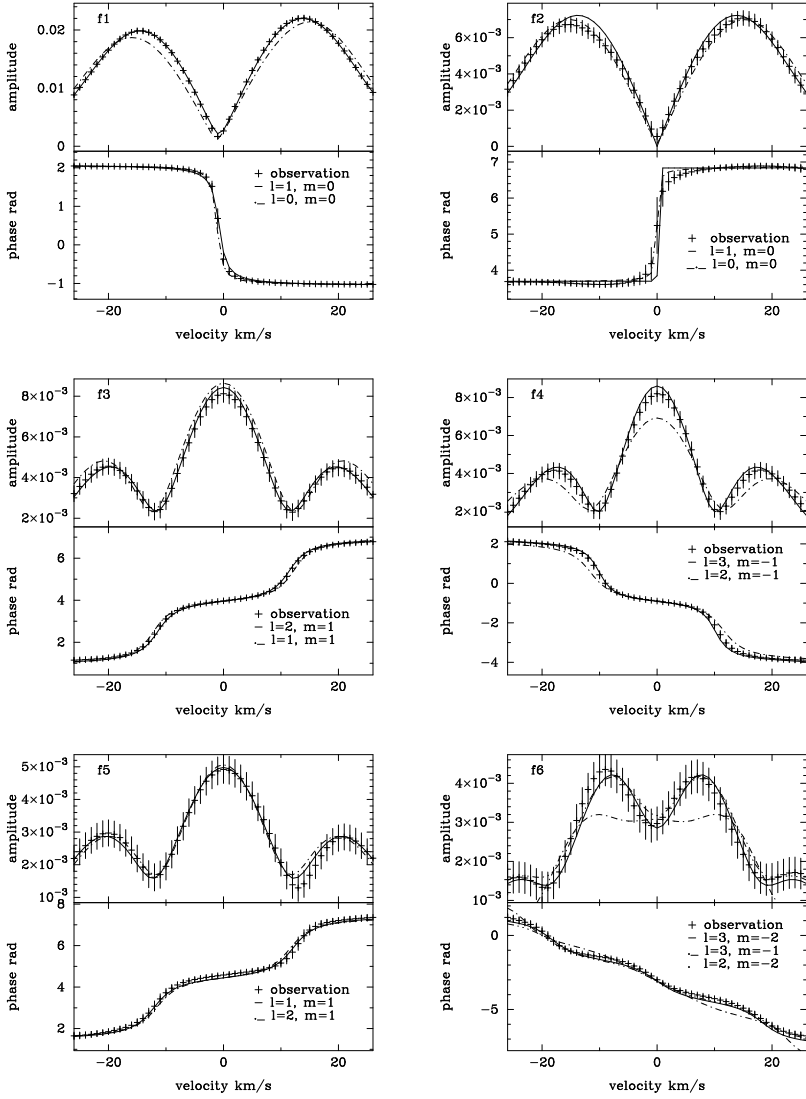 f1
amplitude
0.02
0.01
0
phase rad
2
1
0
−1
+ observation
− l=1, m=0
·− l=0, m=0
−20 0 20
velocity km/s
f2
amplitude
6×10⁻³
4×10⁻³
2×10⁻³
0
phase rad
7
6
5
4
+ observation
− l=1, m=0
·− l=0, m=0
−20 0 20
velocity km/s
f3
amplitude
8×10⁻³
6×10⁻³
4×10⁻³
2×10⁻³
phase rad
6
4
2
+ observation
− l=2, m=1
·− l=1, m=1
−20 0 20
velocity km/s
f4
amplitude
8×10⁻³
6×10⁻³
4×10⁻³
2×10⁻³
phase rad
2
0
−2
−4
+ observation
− l=3, m=−1
·− l=2, m=−1
−20 0 20
velocity km/s
f5
amplitude
5×10⁻³
4×10⁻³
3×10⁻³
2×10⁻³
10⁻³
phase rad
8
6
4
2
+ observation
− l=1, m=1
·− l=2, m=1
−20 0 20
velocity km/s
f6
amplitude
4×10⁻³
3×10⁻³
2×10⁻³
10⁻³
phase rad
0
−5
+ observation
− l=3, m=−2
·− l=3, m=−1
·− l=2, m=−2
−20 0 20
velocity km/s